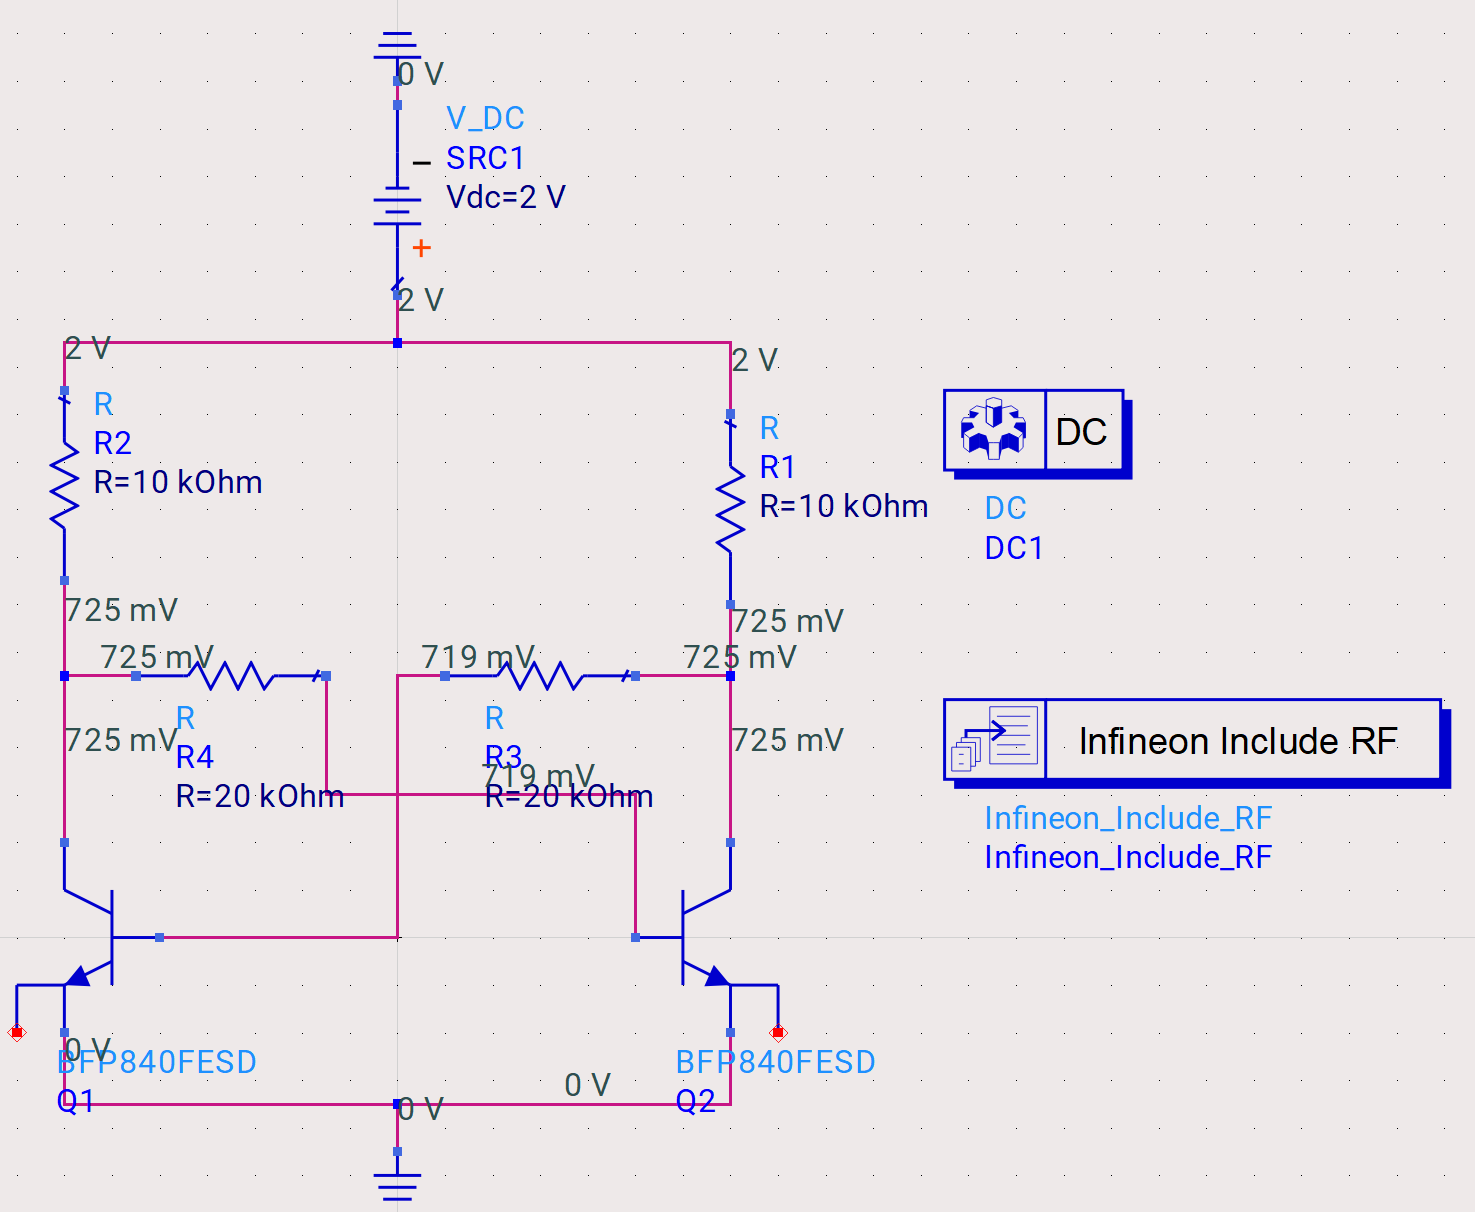 0 V
V_DC
SRC1
Vdc=2 V
–
+
2 V
2 V
2 V
R
R2
R=10 kOhm
R
R1
R=10 kOhm
DC
DC
DC1
725 mV
725 mV
725 mV
719 mV
725 mV
R
R4
R=20 kOhm
R
R3
R=20 kOhm
719 mV
725 mV
725 mV
Infineon Include RF
Infineon_Include_RF
Infineon_Include_RF
0 V
BFP840FESD
Q1
0 V
0 V
BFP840FESD
Q2